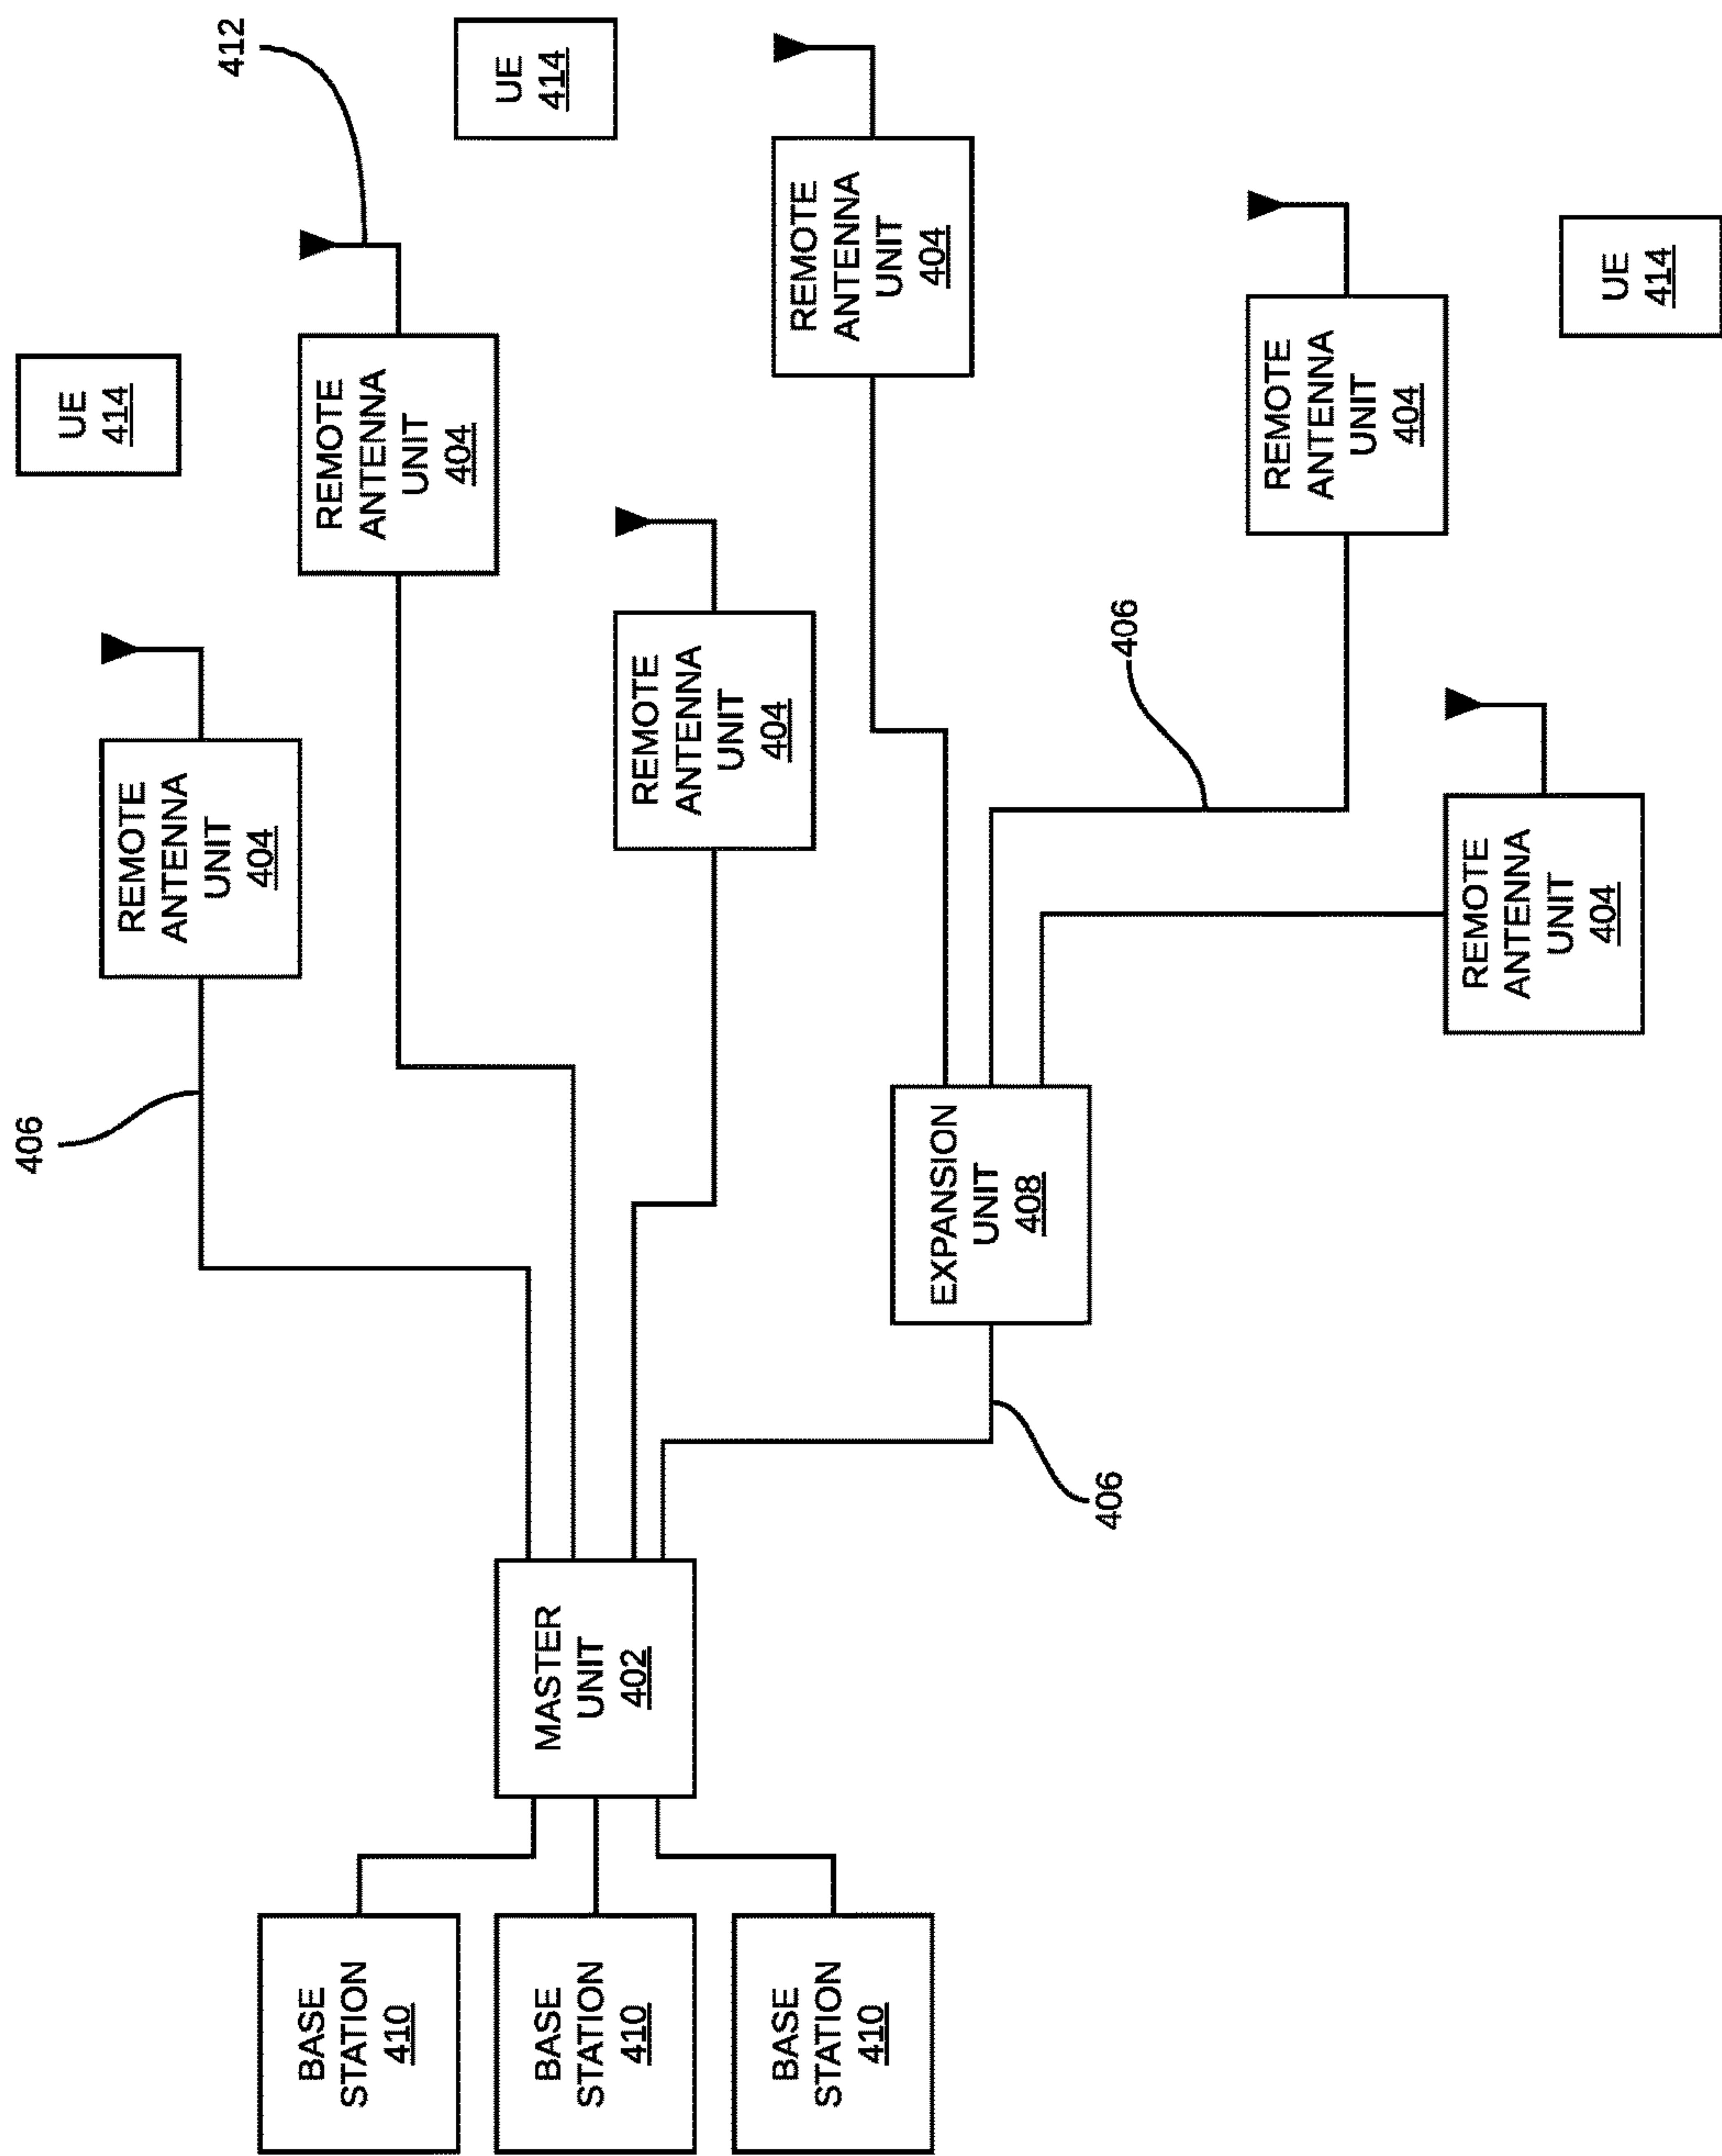 406
UE
414
REMOTE
ANTENNA
UNIT
404
412
BASE
STATION
410
REMOTE
ANTENNA
UNIT
404
UE
414
BASE
STATION
410
MASTER
UNIT
402
REMOTE
ANTENNA
UNIT
404
BASE
STATION
410
REMOTE
ANTENNA
UNIT
404
EXPANSION
UNIT
408
406
406
REMOTE
ANTENNA
UNIT
404
REMOTE
ANTENNA
UNIT
404
UE
414